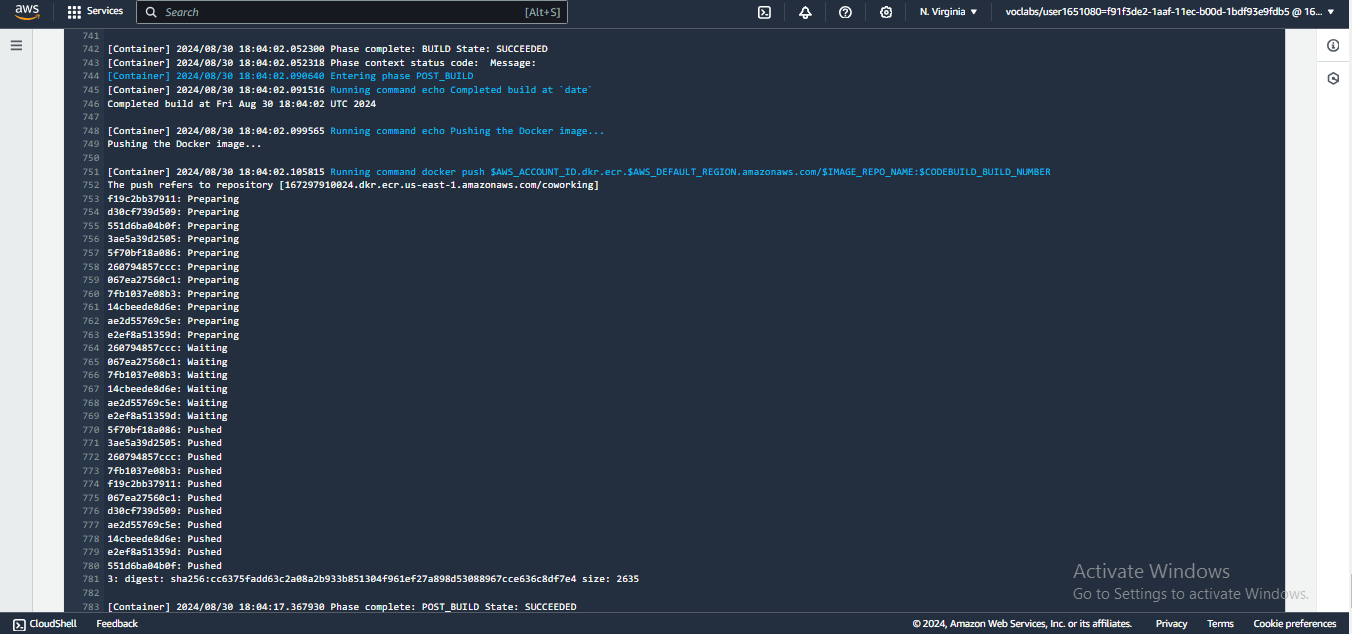 aws
Services
Search [Alt+S]
N. Virginia ▼
voclabs/user1651080=f91f3de2-1aaf-11ec-b00d-1bdf93e9fdb5 @ 16... ▼
741
742 [Container] 2024/08/30 18:04:02.052300 Phase complete: BUILD State: SUCCEEDED
743 [Container] 2024/08/30 18:04:02.052318 Phase context status code:  Message:
744 [Container] 2024/08/30 18:04:02.090640 Entering phase POST_BUILD
745 [Container] 2024/08/30 18:04:02.091516 Running command echo Completed build at `date`
746 Completed build at Fri Aug 30 18:04:02 UTC 2024
747
748 [Container] 2024/08/30 18:04:02.099565 Running command echo Pushing the Docker image...
749 Pushing the Docker image...
750
751 [Container] 2024/08/30 18:04:02.105815 Running command docker push $AWS_ACCOUNT_ID.dkr.ecr.$AWS_DEFAULT_REGION.amazonaws.com/$IMAGE_REPO_NAME:$CODEBUILD_BUILD_NUMBER
752 The push refers to repository [167297910024.dkr.ecr.us-east-1.amazonaws.com/coworking]
753 f19c2bb37911: Preparing
754 d30cf739d509: Preparing
755 551d6ba04b0f: Preparing
756 3ae5a39d2505: Preparing
757 5f70bf18a086: Preparing
758 260794857ccc: Preparing
759 067ea27560c1: Preparing
760 7fb1037e08b3: Preparing
761 14cbeede8d6e: Preparing
762 ae2d55769c5e: Preparing
763 e2ef8a51359d: Preparing
764 260794857ccc: Waiting
765 067ea27560c1: Waiting
766 7fb1037e08b3: Waiting
767 14cbeede8d6e: Waiting
768 ae2d55769c5e: Waiting
769 e2ef8a51359d: Waiting
770 5f70bf18a086: Pushed
771 3ae5a39d2505: Pushed
772 260794857ccc: Pushed
773 7fb1037e08b3: Pushed
774 f19c2bb37911: Pushed
775 067ea27560c1: Pushed
776 d30cf739d509: Pushed
777 ae2d55769c5e: Pushed
778 14cbeede8d6e: Pushed
779 e2ef8a51359d: Pushed
780 551d6ba04b0f: Pushed
781 3: digest: sha256:cc6375fadd63c2a08a2b933b851304f961ef27a898d53088967cce636c8df7e4 size: 2635
782
783 [Container] 2024/08/30 18:04:17.367930 Phase complete: POST_BUILD State: SUCCEEDED
Activate Windows
Go to Settings to activate Windows.
CloudShell
Feedback
© 2024, Amazon Web Services, Inc. or its affiliates.
Privacy
Terms
Cookie preferences